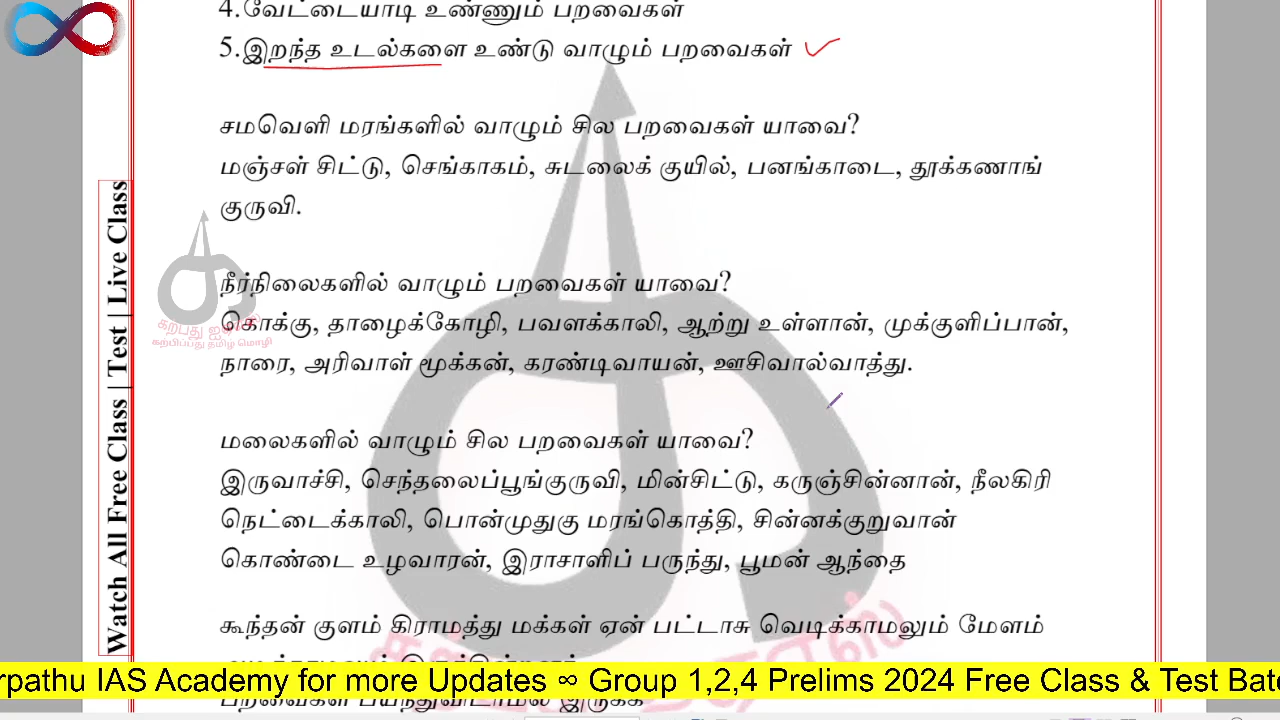 4.வேட்டையாடி உண்ணும் பறவைகள்
5.இறந்த உடல்களை உண்டு வாழும் பறவைகள்
சமவெளி மரங்களில் வாழும் சில பறவைகள் யாவை?
மஞ்சள் சிட்டு, செங்காகம், சுடலைக் குயில், பனங்காடை, தூக்கணாங்
குருவி.
நீர்நிலைகளில் வாழும் பறவைகள் யாவை?
கொக்கு, தாழைக்கோழி, பவளக்காலி, ஆற்று உள்ளான், முக்குளிப்பான்,
நாரை, அரிவாள் மூக்கன், கரண்டிவாயன், ஊசிவால்வாத்து.
மலைகளில் வாழும் சில பறவைகள் யாவை?
இருவாச்சி, செந்தலைப்பூங்குருவி, மின்சிட்டு, கருஞ்சின்னான், நீலகிரி
நெட்டைக்காலி, பொன்முதுகு மரங்கொத்தி, சின்னக்குறுவான்
கொண்டை உழவாரன், இராசாளிப் பருந்து, பூமன் ஆந்தை
கூந்தன் குளம் கிராமத்து மக்கள் ஏன் பட்டாசு வெடிக்காமலும் மேளம்
Watch All Free Class | Test | Live Class
கற்பித்து தமிழ் மொழி
rpathu IAS Academy for more Updates ∞ Group 1,2,4 Prelims 2024 Free Class & Test Bat